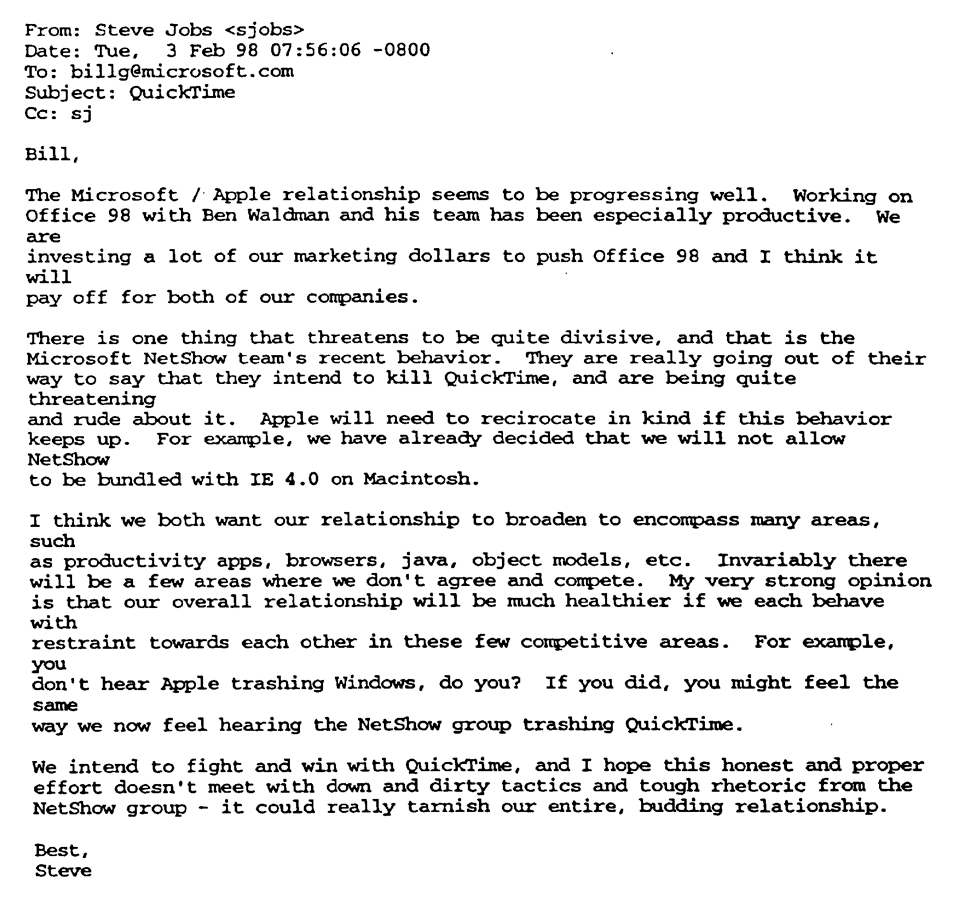 From: Steve Jobs <sjobs>
Date: Tue,  3 Feb 98 07:56:06 -0800
To: billg@microsoft.com
Subject: QuickTime
Cc: sj
Bill,
The Microsoft / Apple relationship seems to be progressing well.  Working on
Office 98 with Ben Waldman and his team has been especially productive.  We
are
investing a lot of our marketing dollars to push Office 98 and I think it
will
pay off for both of our companies.
There is one thing that threatens to be quite divisive, and that is the
Microsoft NetShow team's recent behavior.  They are really going out of their
way to say that they intend to kill QuickTime, and are being quite
threatening
and rude about it.  Apple will need to recirocate in kind if this behavior
keeps up.  For example, we have already decided that we will not allow
NetShow
to be bundled with IE 4.0 on Macintosh.
I think we both want our relationship to broaden to encompass many areas,
such
as productivity apps, browsers, java, object models, etc.  Invariably there
will be a few areas where we don't agree and compete.  My very strong opinion
is that our overall relationship will be much healthier if we each behave
with
restraint towards each other in these few competitive areas.  For example,
you
don't hear Apple trashing Windows, do you?  If you did, you might feel the
same
way we now feel hearing the NetShow group trashing QuickTime.
We intend to fight and win with QuickTime, and I hope this honest and proper
effort doesn't meet with down and dirty tactics and tough rhetoric from the
NetShow group - it could really tarnish our entire, budding relationship.
Best,
Steve